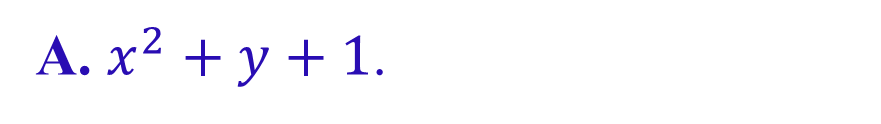 A. x² + y + 1.